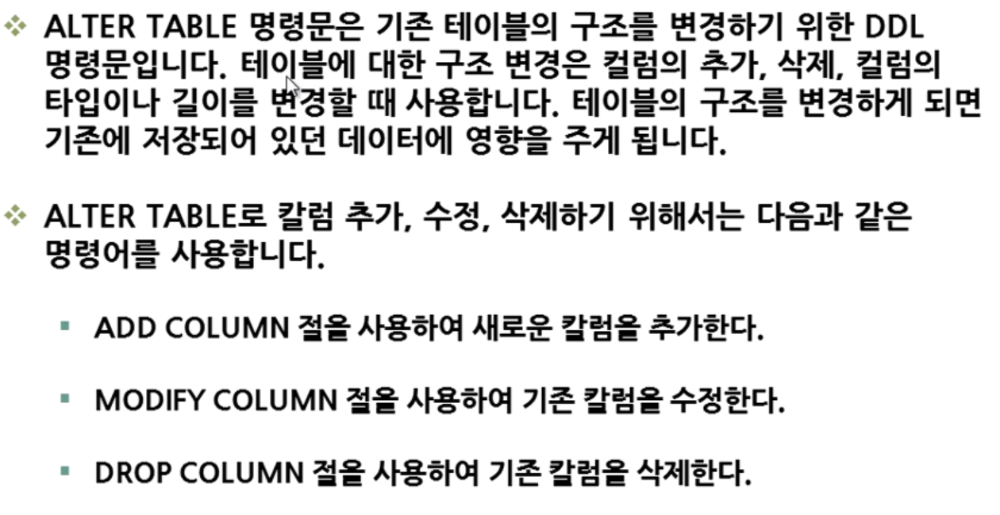 ALTER TABLE 명령문은 기존 테이블의 구조를 변경하기 위한 DDL
명령문입니다. 테이블에 대한 구조 변경은 컬럼의 추가, 삭제, 컬럼의
타입이나 길이를 변경할 때 사용합니다. 테이블의 구조를 변경하게 되면
기존에 저장되어 있던 데이터에 영향을 주게 됩니다.
ALTER TABLE로 칼럼 추가, 수정, 삭제하기 위해서는 다음과 같은
명령어를 사용합니다.
ADD COLUMN 절을 사용하여 새로운 칼럼을 추가한다.
MODIFY COLUMN 절을 사용하여 기존 칼럼을 수정한다.
DROP COLUMN 절을 사용하여 기존 칼럼을 삭제한다.